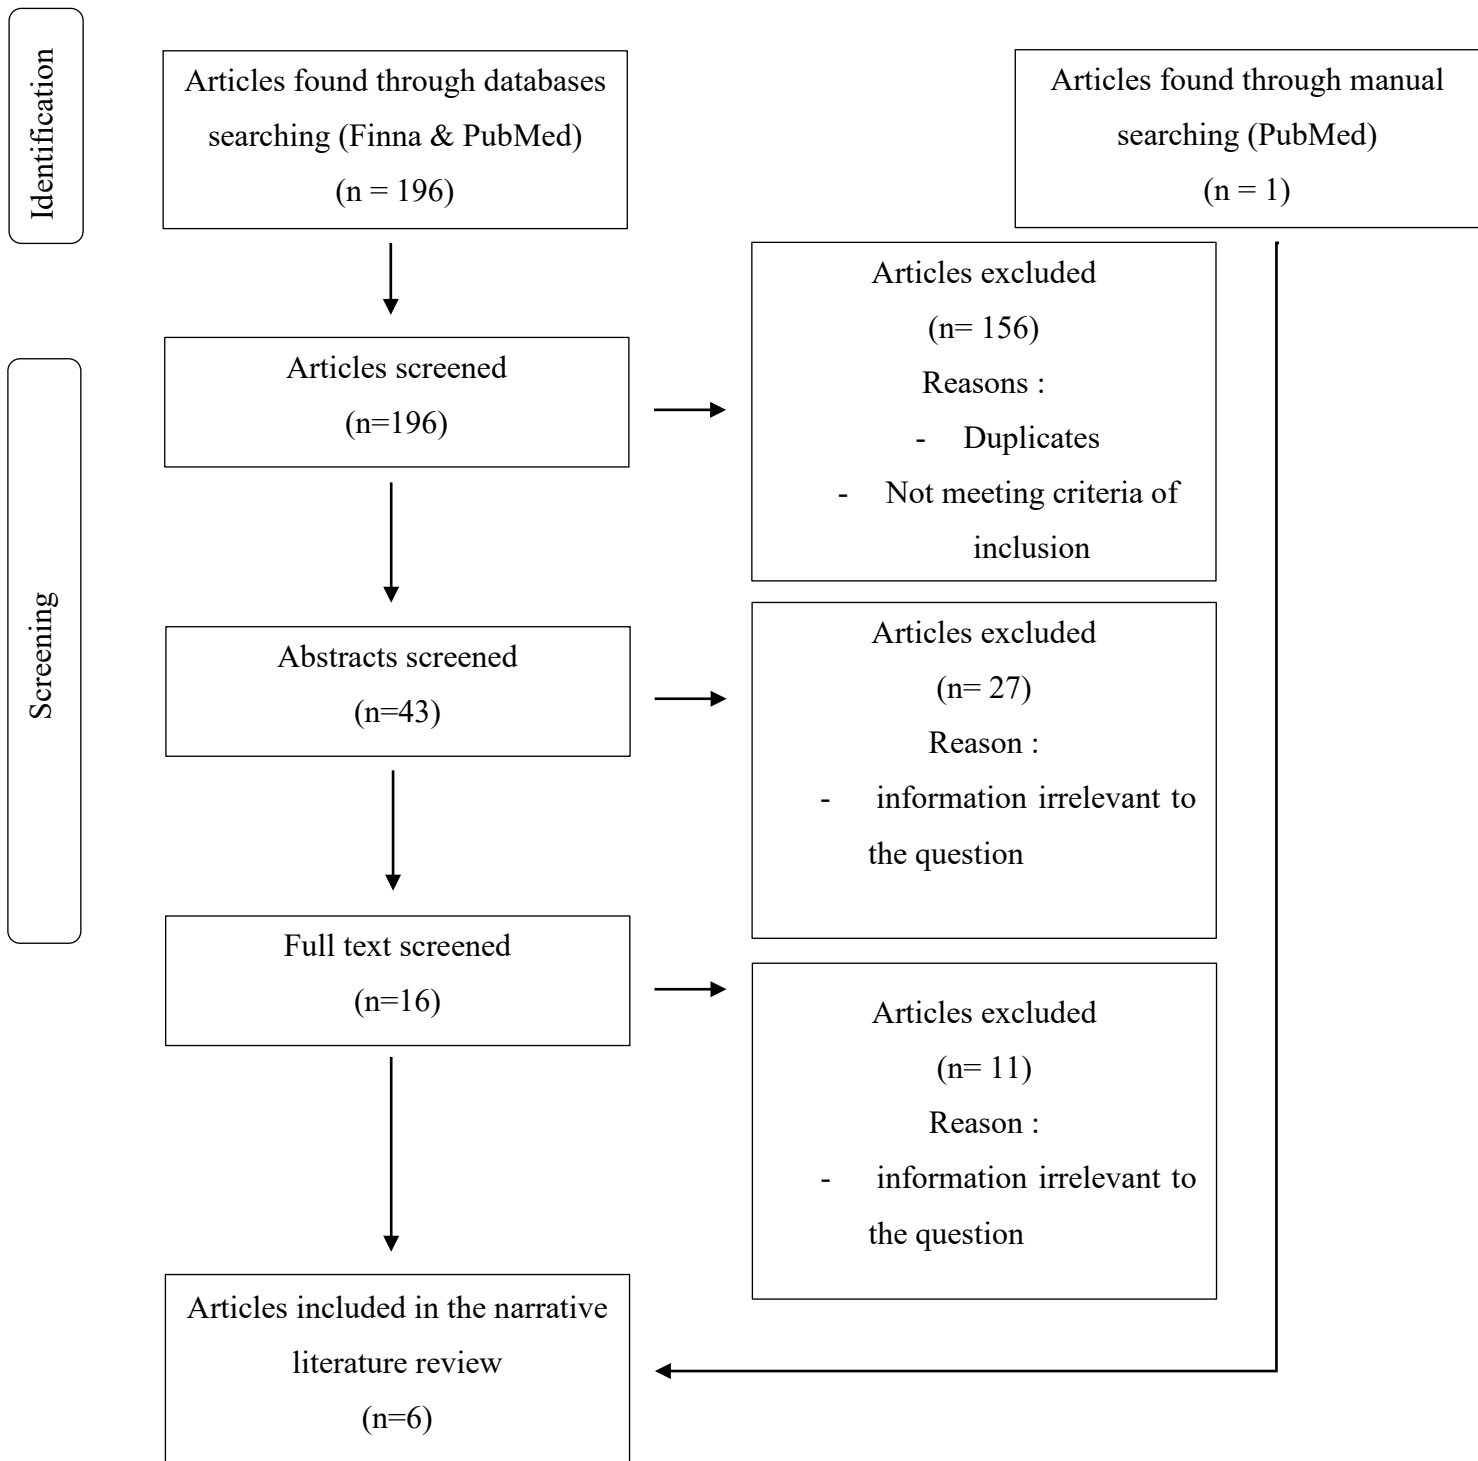 Identification
Articles found through databases
searching (Finna & PubMed)
(n = 196)
Articles found through manual
searching (PubMed)
(n = 1)
Screening
Articles screened
(n=196)
Articles excluded
(n= 156)
Reasons :
- Duplicates
- Not meeting criteria of
inclusion
Abstracts screened
(n=43)
Articles excluded
(n= 27)
Reason :
- information irrelevant to
the question
Full text screened
(n=16)
Articles excluded
(n= 11)
Reason :
- information irrelevant to
the question
Articles included in the narrative
literature review
(n=6)